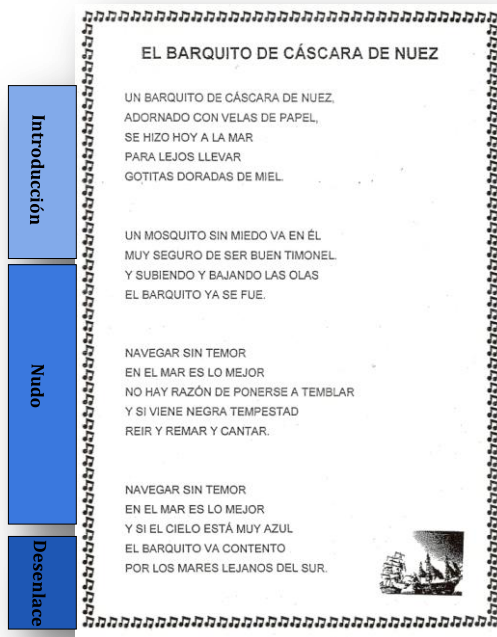 EL BARQUITO DE CÁSCARA DE NUEZ
Introducción
UN BARQUITO DE CÁSCARA DE NUEZ,
ADORNADO CON VELAS DE PAPEL,
SE HIZO HOY A LA MAR
PARA LEJOS LLEVAR
GOTITAS DORADAS DE MIEL.
UN MOSQUITO SIN MIEDO VA EN ÉL
MUY SEGURO DE SER BUEN TIMONEL.
Y SUBIENDO Y BAJANDO LAS OLAS
EL BARQUITO YA SE FUE.
Nudo
NAVEGAR SIN TEMOR
EN EL MAR ES LO MEJOR
NO HAY RAZÓN DE PONERSE A TEMBLAR
Y SI VIENE NEGRA TEMPESTAD
REIR Y REMAR Y CANTAR.
NAVEGAR SIN TEMOR
EN EL MAR ES LO MEJOR
Y SI EL CIELO ESTÁ MUY AZUL
EL BARQUITO VA CONTENTO
POR LOS MARES LEJANOS DEL SUR.
Desenlace